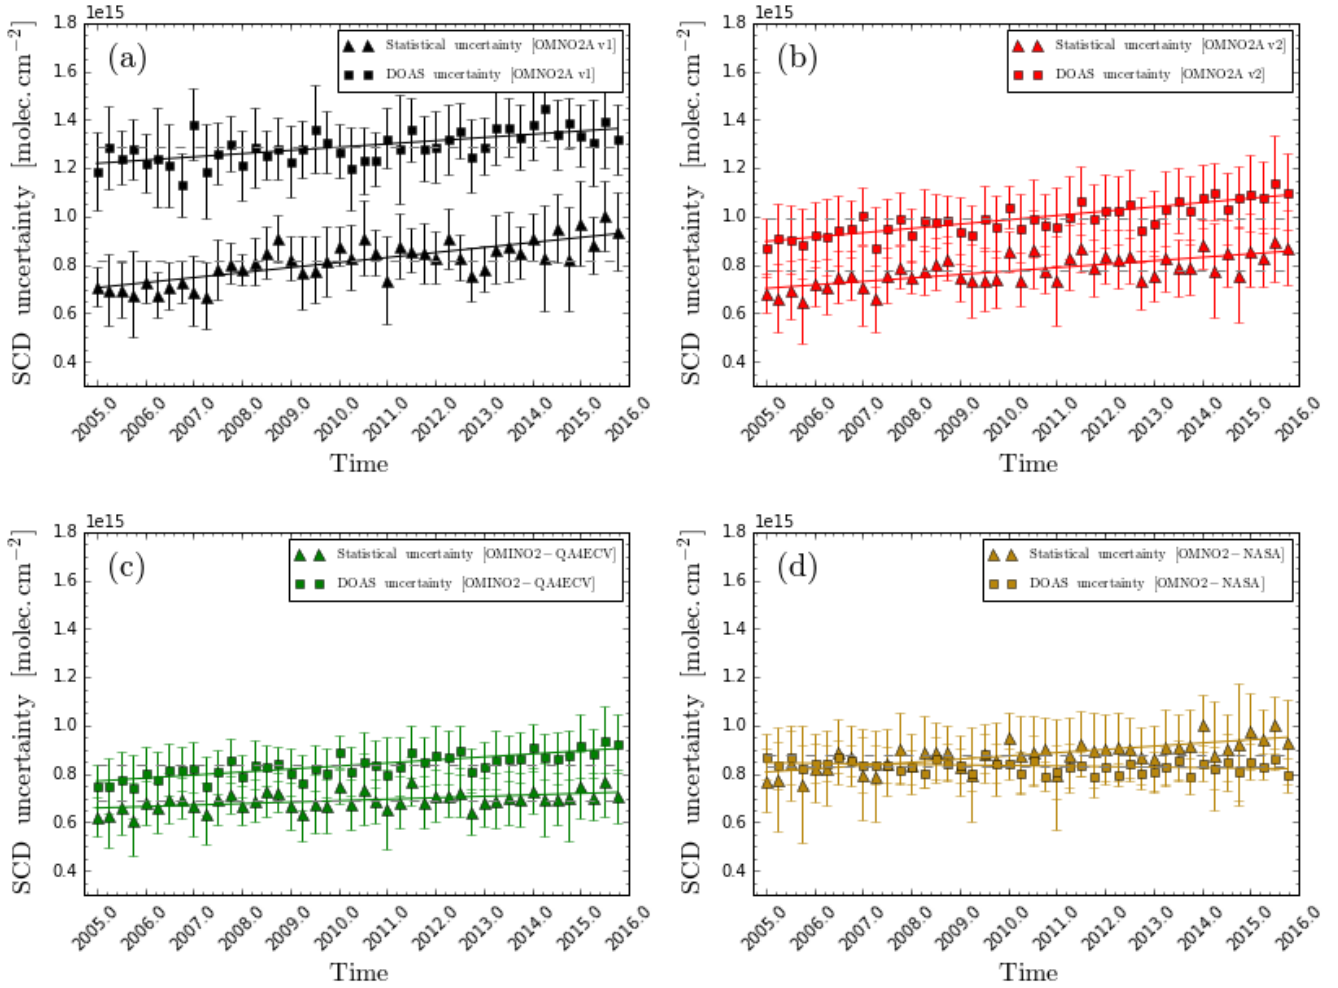 1e15
(a)
Statistical uncertainty [OMNO2A v1]
DOAS uncertainty [OMNO2A v1]
SCD uncertainty [molec. cm−2]
1.8
1.6
1.4
1.2
1.0
0.8
0.6
0.4
2005.0 2006.0 2007.0 2008.0 2009.0 2010.0 2011.0 2012.0 2013.0 2014.0 2015.0 2016.0
Time
1e15
(b)
Statistical uncertainty [OMNO2A v2]
DOAS uncertainty [OMNO2A v2]
SCD uncertainty [molec. cm−2]
1.8
1.6
1.4
1.2
1.0
0.8
0.6
0.4
2005.0 2006.0 2007.0 2008.0 2009.0 2010.0 2011.0 2012.0 2013.0 2014.0 2015.0 2016.0
Time
1e15
(c)
Statistical uncertainty [OMINO2−QA4ECV]
DOAS uncertainty [OMINO2−QA4ECV]
SCD uncertainty [molec. cm−2]
1.8
1.6
1.4
1.2
1.0
0.8
0.6
0.4
2005.0 2006.0 2007.0 2008.0 2009.0 2010.0 2011.0 2012.0 2013.0 2014.0 2015.0 2016.0
Time
1e15
(d)
Statistical uncertainty [OMNO2−NASA]
DOAS uncertainty [OMNO2−NASA]
SCD uncertainty [molec. cm−2]
1.8
1.6
1.4
1.2
1.0
0.8
0.6
0.4
2005.0 2006.0 2007.0 2008.0 2009.0 2010.0 2011.0 2012.0 2013.0 2014.0 2015.0 2016.0
Time